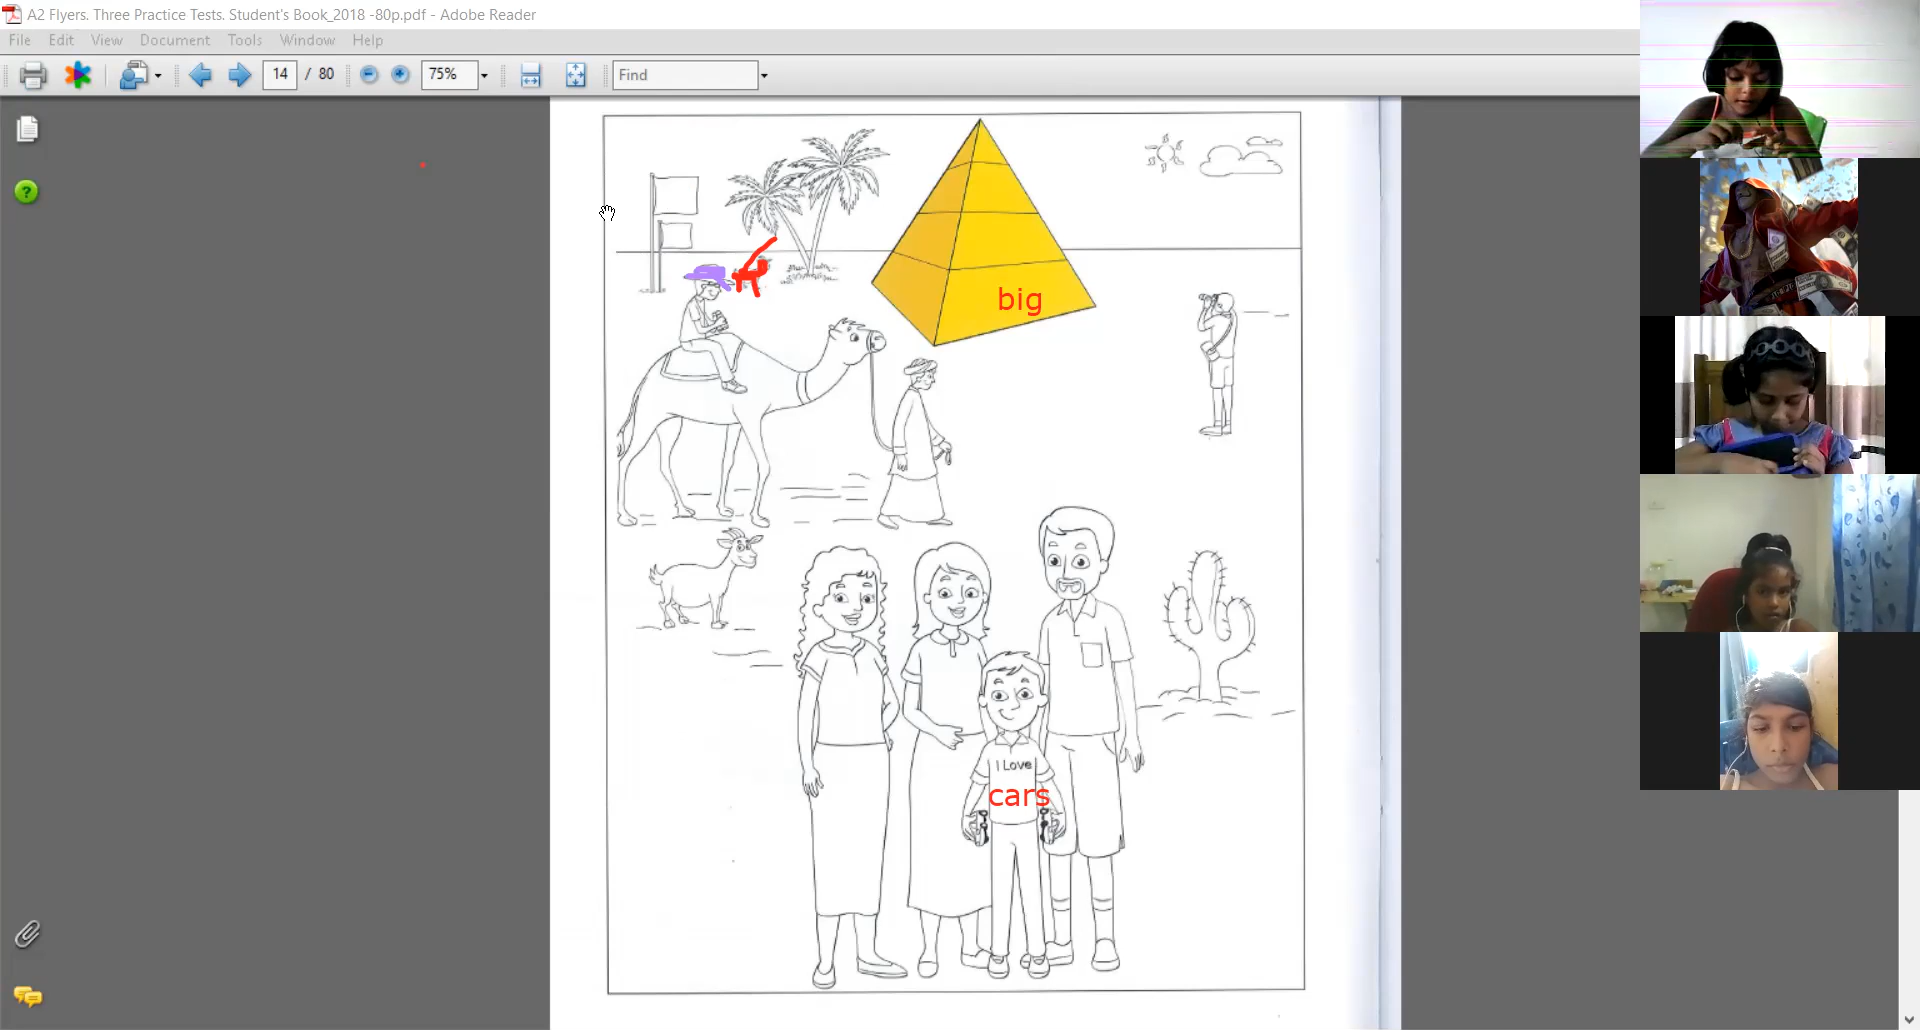 A2 Flyers. Three Practice Tests. Student's Book_2018 -80p.pdf - Adobe Reader
File Edit View Document Tools Window Help
14 / 80 75% Find
big
I Love
cars